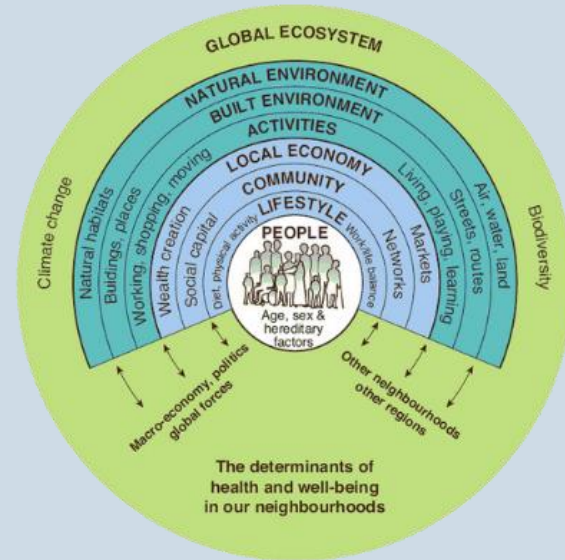 GLOBAL ECOSYSTEM
NATURAL ENVIRONMENT
BUILT ENVIRONMENT
ACTIVITIES
LOCAL ECONOMY
COMMUNITY
LIFESTYLE
PEOPLE
Age, sex &
hereditary
factors
Climate change
Natural habitats
Buidings, places
Working, shopping, moving
Wealth creation
Social capital
Diet, physical activity
Work/life balance
Networks
Markets
Living, playing, learning
Streets, routes
Air, water, land
Biodiversity
Macro-economy, politics
global forces
Other neighbourhoods
other regions
The determinants of
health and well-being
in our neighbourhoods